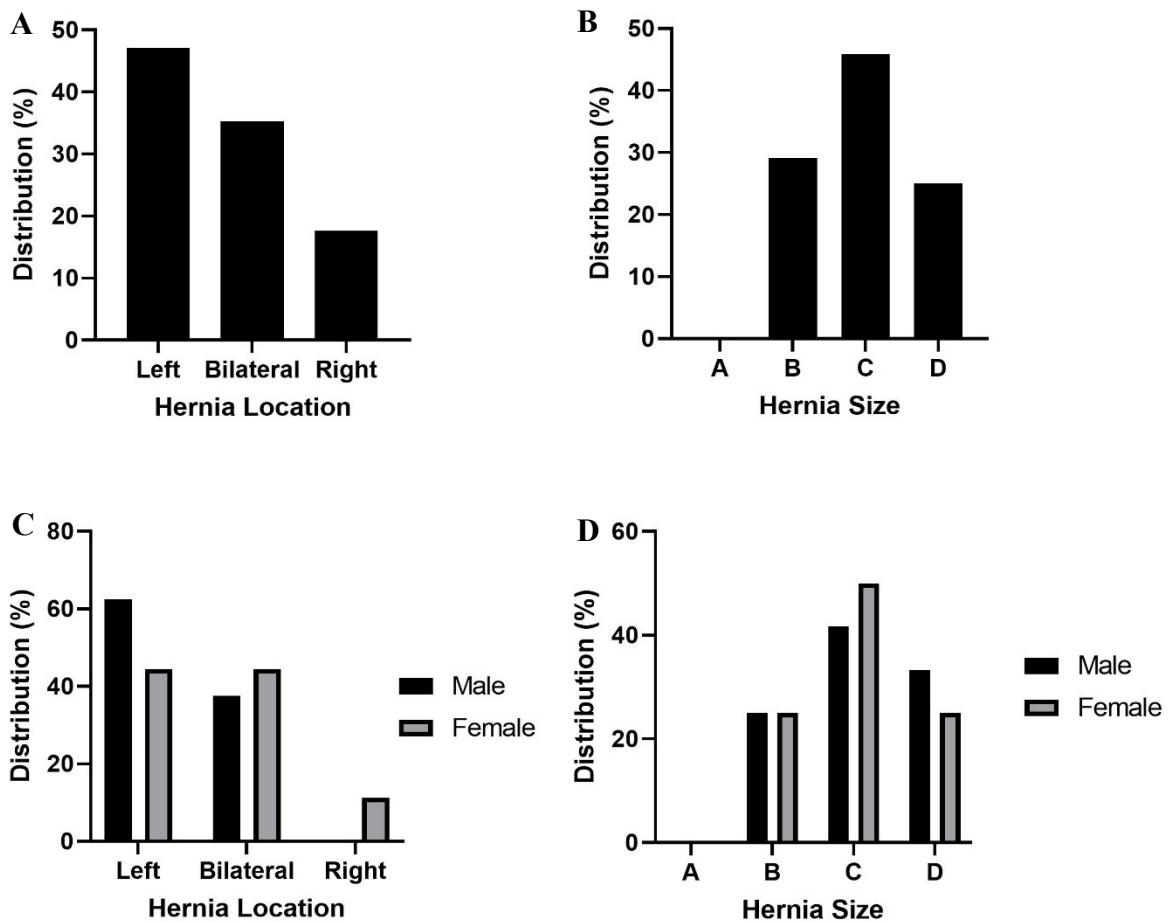 A
50
40
30
20
10
0
Distribution (%)
Left Bilateral Right
Hernia Location
B
50
40
30
20
10
0
Distribution (%)
A B C D
Hernia Size
C
80
60
40
20
0
Distribution (%)
Left Bilateral Right
Hernia Location
Male
Female
D
60
40
20
0
Distribution (%)
A B C D
Hernia Size
Male
Female